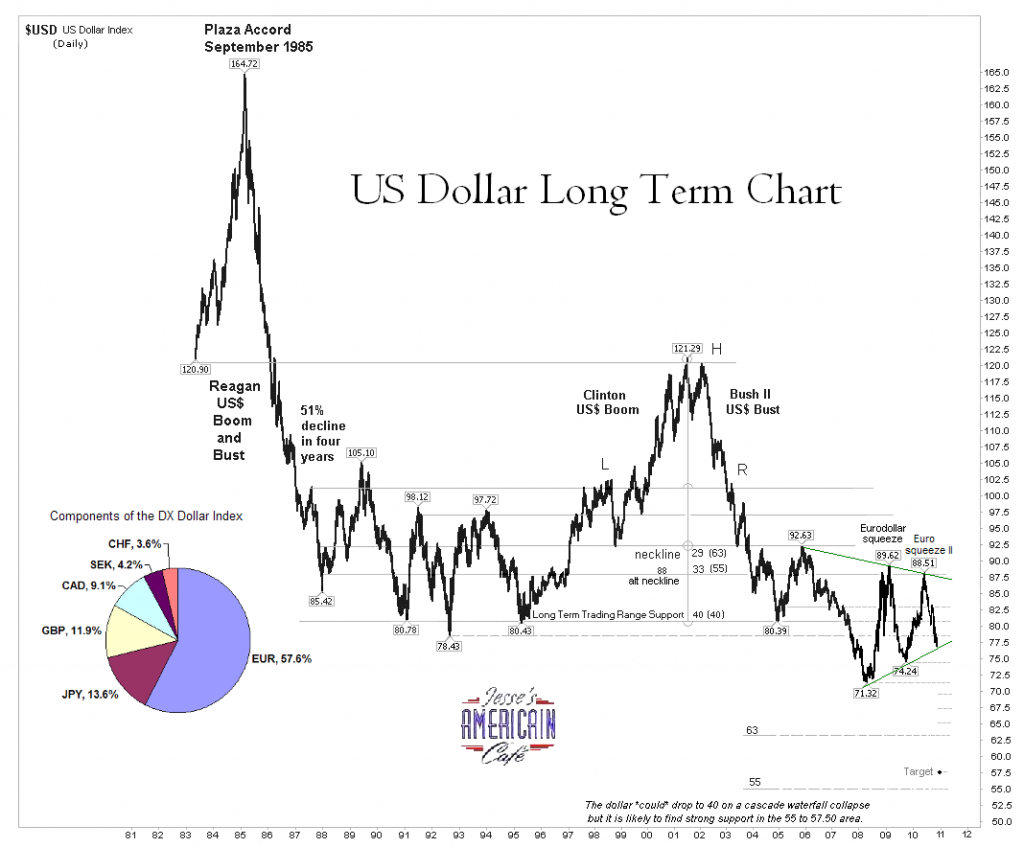 $USD US Dollar Index
(Daily)
Plaza Accord
September 1985
164.72
US Dollar Long Term Chart
120.90
Reagan
US$
Boom
and
Bust
51%
decline
in four
years
105.10
98.12
97.72
85.42
80.78
78.43
80.43
L
Clinton
US$ Boom
121.29
H
Bush II
US$ Bust
R
neckline
29 (63)
88
33 (55)
alt neckline
Long Term Trading Range Support
40 (40)
92.63
80.39
Eurodollar
squeeze
89.62
Euro
squeeze II
88.51
74.24
71.32
63
Target
55
Components of the DX Dollar Index
CHF, 3.6%
SEK, 4.2%
CAD, 9.1%
GBP, 11.9%
JPY, 13.6%
EUR, 57.6%
Jesse's
AMERICAIN
Café
The dollar *could* drop to 40 on a cascade waterfall collapse
but it is likely to find strong support in the 55 to 57.50 area.
165.0
162.5
160.0
157.5
155.0
152.5
150.0
147.5
145.0
142.5
140.0
137.5
135.0
132.5
130.0
127.5
125.0
122.5
120.0
117.5
115.0
112.5
110.0
107.5
105.0
102.5
100.0
97.5
95.0
92.5
90.0
87.5
85.0
82.5
80.0
77.5
75.0
72.5
70.0
67.5
65.0
62.5
60.0
57.5
55.0
52.5
50.0
81 82 83 84 85 86 87 88 89 90 91 92 93 94 95 96 97 98 99 00 01 02 03 04 05 06 07 08 09 10 11 12